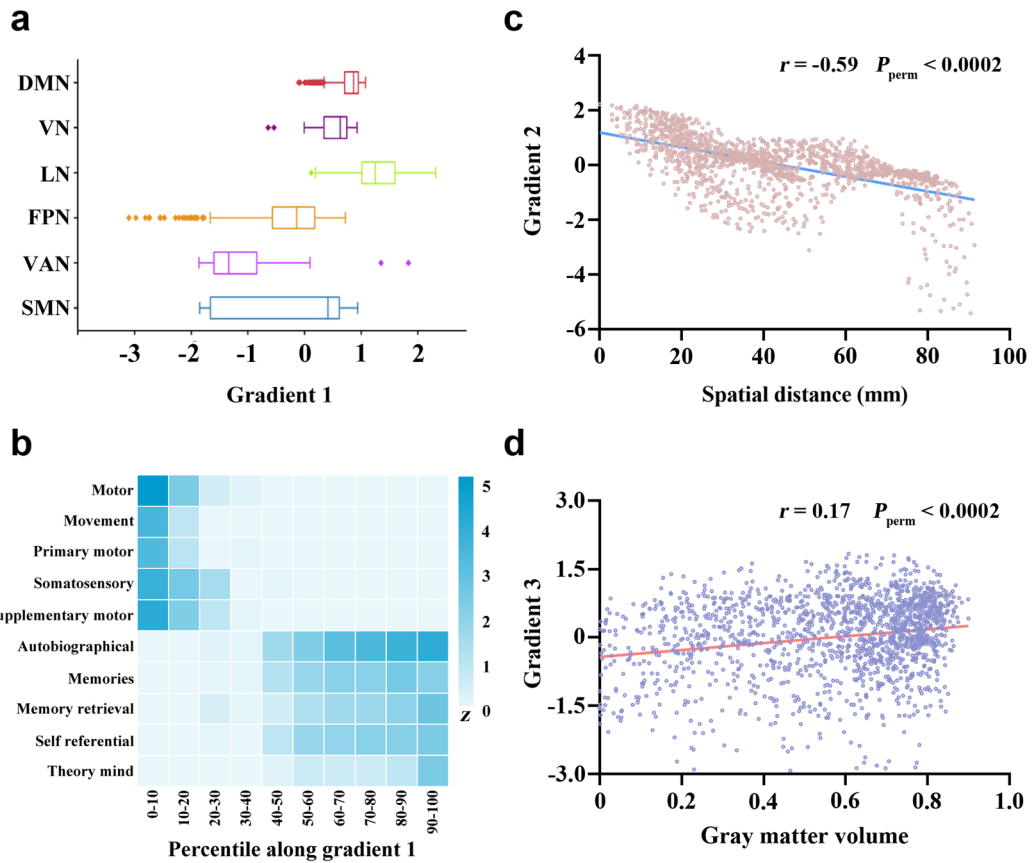 a
DMN
VN
LN
FPN
VAN
SMN
-3 -2 -1 0 1 2
Gradient 1
b
Motor
Movement
Primary motor
Somatosensory
upplementary motor
Autobiographical
Memories
Memory retrieval
Self referential
Theory mind
0-10 10-20 20-30 30-40 40-50 50-60 60-70 70-80 80-90 90-100
Percentile along gradient 1
5
4
3
2
1
0
z
c
r = -0.59 Pperm < 0.0002
4
2
0
-2
-4
-6
Gradient 2
0 20 40 60 80 100
Spatial distance (mm)
d
r = 0.17 Pperm < 0.0002
3.0
1.5
0
-1.5
-3.0
Gradient 3
0 0.2 0.4 0.6 0.8 1.0
Gray matter volume